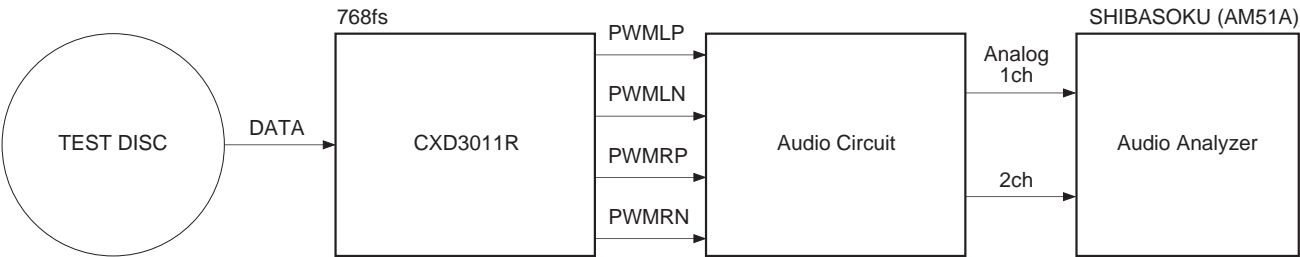 768fs
SHIBASOKU (AM51A)
TEST DISC
DATA
CXD3011R
PWMLP
PWMLN
PWMRP
PWMRN
Audio Circuit
Analog
1ch
2ch
Audio Analyzer